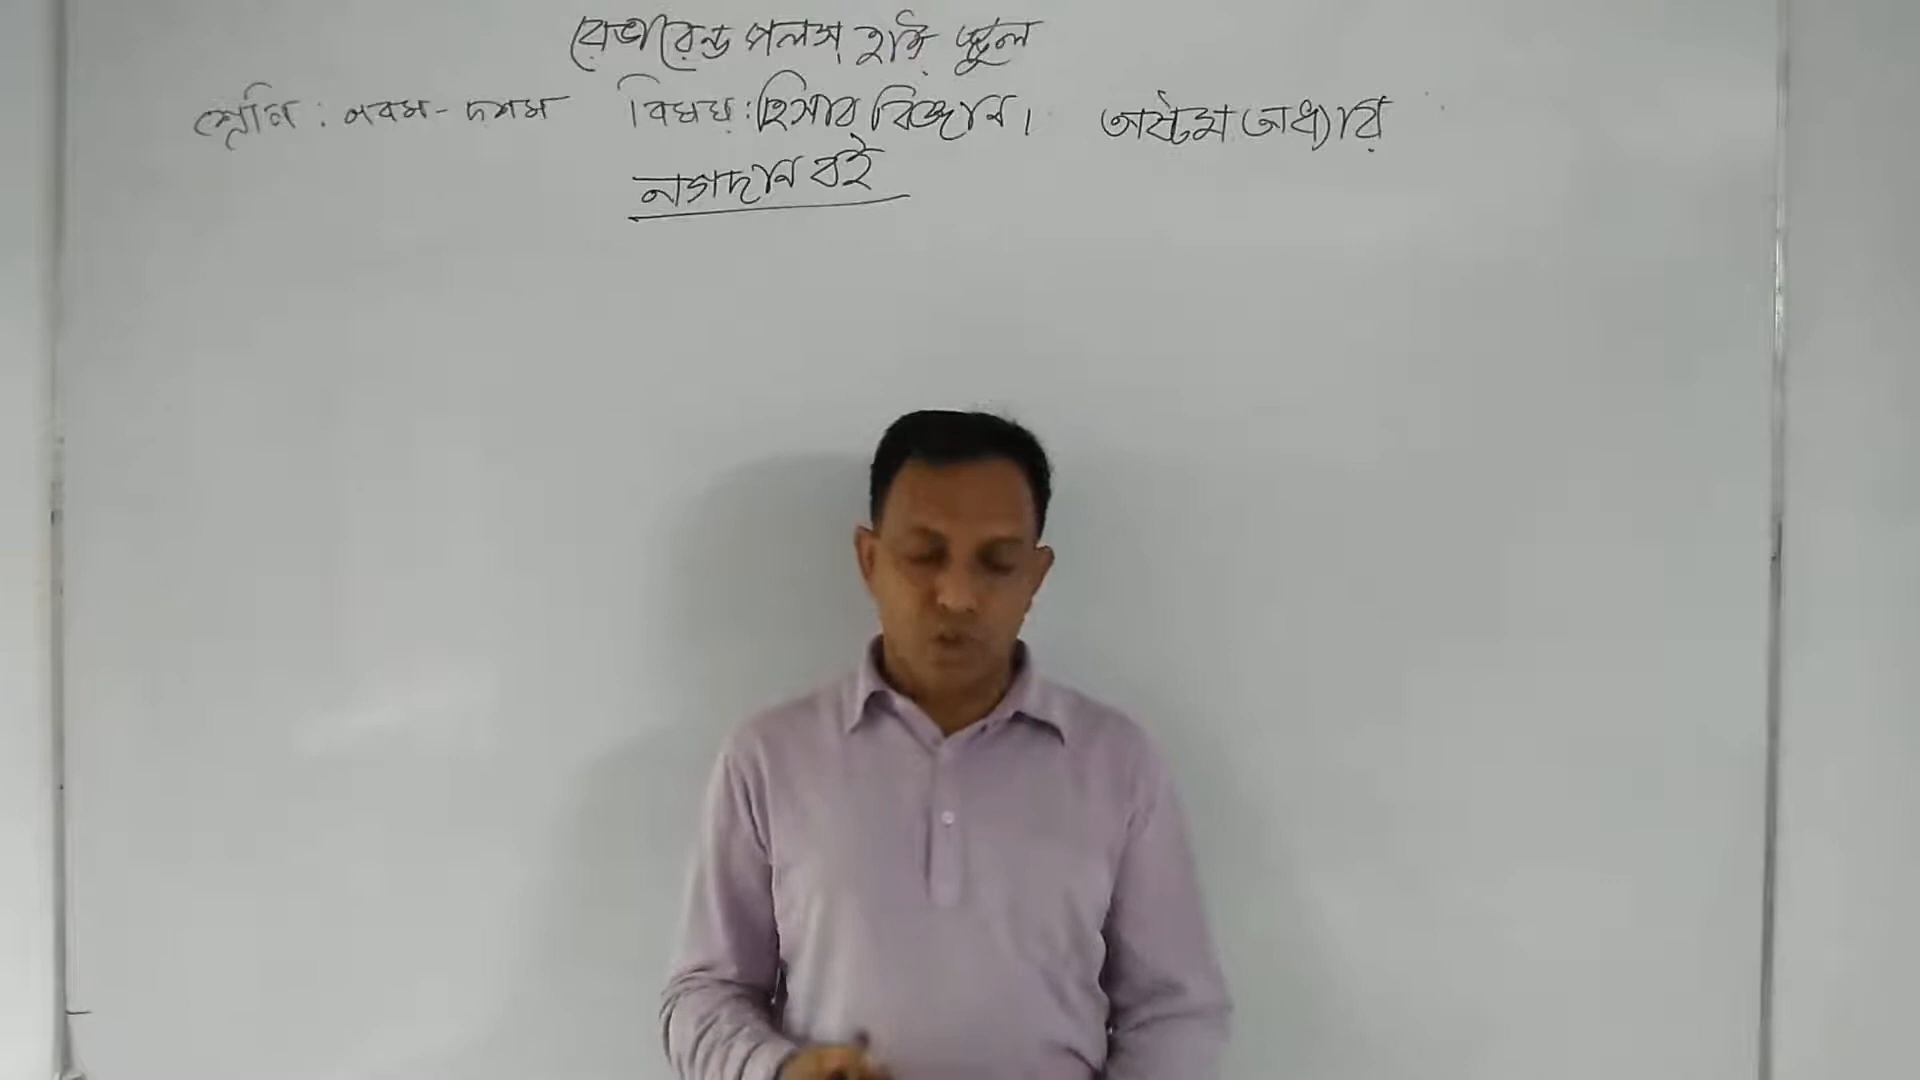 রেভারেন্ড পলস্ হাই স্কুল
শ্রেণি : নবম - দশম বিষয় : হিসাব বিজ্ঞান । অষ্টম অধ্যায়
নগদান বই